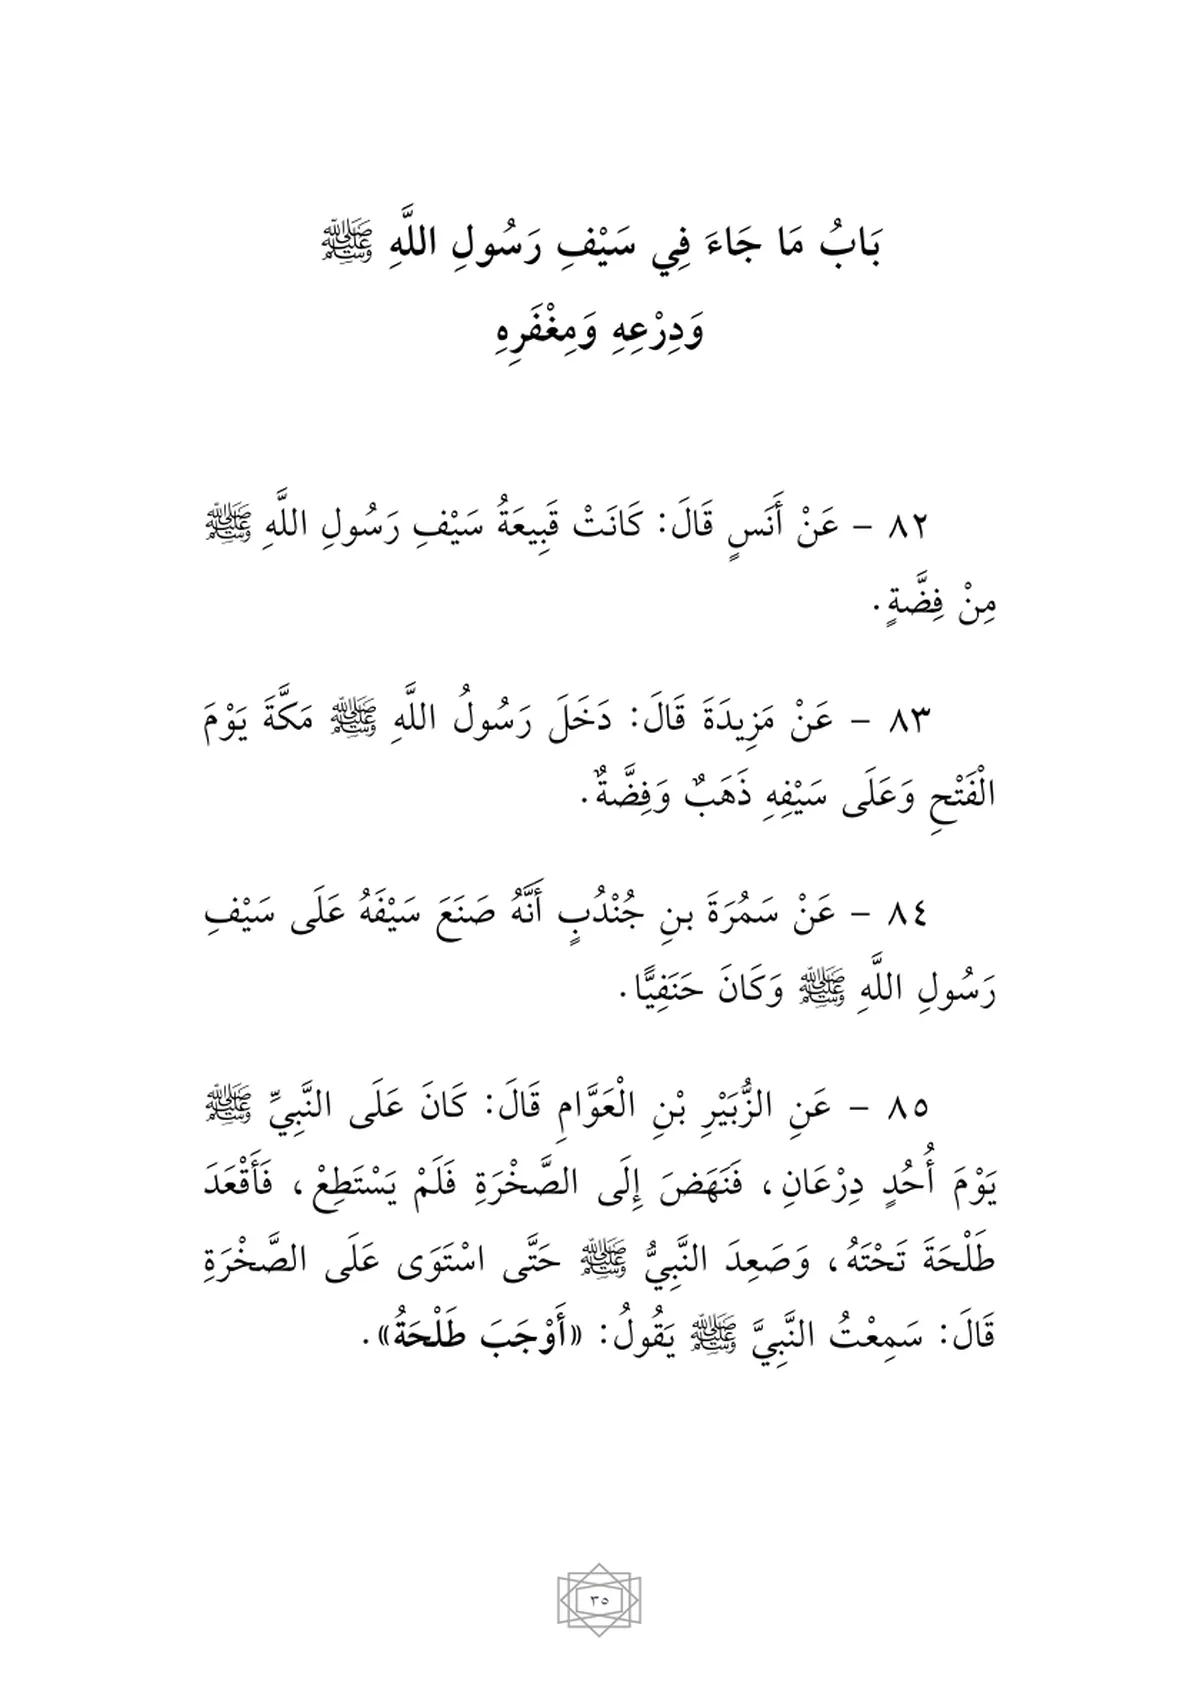 بَابُ مَا جَاءَ فِي سَيْفِ رَسُولِ اللَّهِ ﷺ
وَدِرْعِهِ وَمِغْفَرِهِ
٨٢ - عَنْ أَنَسٍ قَالَ: كَانَتْ قَبِيعَةُ سَيْفِ رَسُولِ اللَّهِ ﷺ
مِنْ فِضَّةٍ.
٨٣ - عَنْ مَزِيدَةَ قَالَ: دَخَلَ رَسُولُ اللَّهِ ﷺ مَكَّةَ يَوْمَ
الْفَتْحِ وَعَلَى سَيْفِهِ ذَهَبٌ وَفِضَّةٌ.
٨٤ - عَنْ سَمُرَةَ بنِ جُنْدُبٍ أَنَّهُ صَنَعَ سَيْفَهُ عَلَى سَيْفِ
رَسُولِ اللَّهِ ﷺ وَكَانَ حَنَفِيًّا.
٨٥ - عَنِ الزُّبَيْرِ بْنِ الْعَوَّامِ قَالَ: كَانَ عَلَى النَّبِيِّ ﷺ
يَوْمَ أُحُدٍ دِرْعَانِ، فَنَهَضَ إِلَى الصَّخْرَةِ فَلَمْ يَسْتَطِعْ، فَأَقْعَدَ
طَلْحَةَ تَحْتَهُ، وَصَعِدَ النَّبِيُّ ﷺ حَتَّى اسْتَوَى عَلَى الصَّخْرَةِ
قَالَ: سَمِعْتُ النَّبِيَّ ﷺ يَقُولُ: «أَوْجَبَ طَلْحَةُ».
٣٥